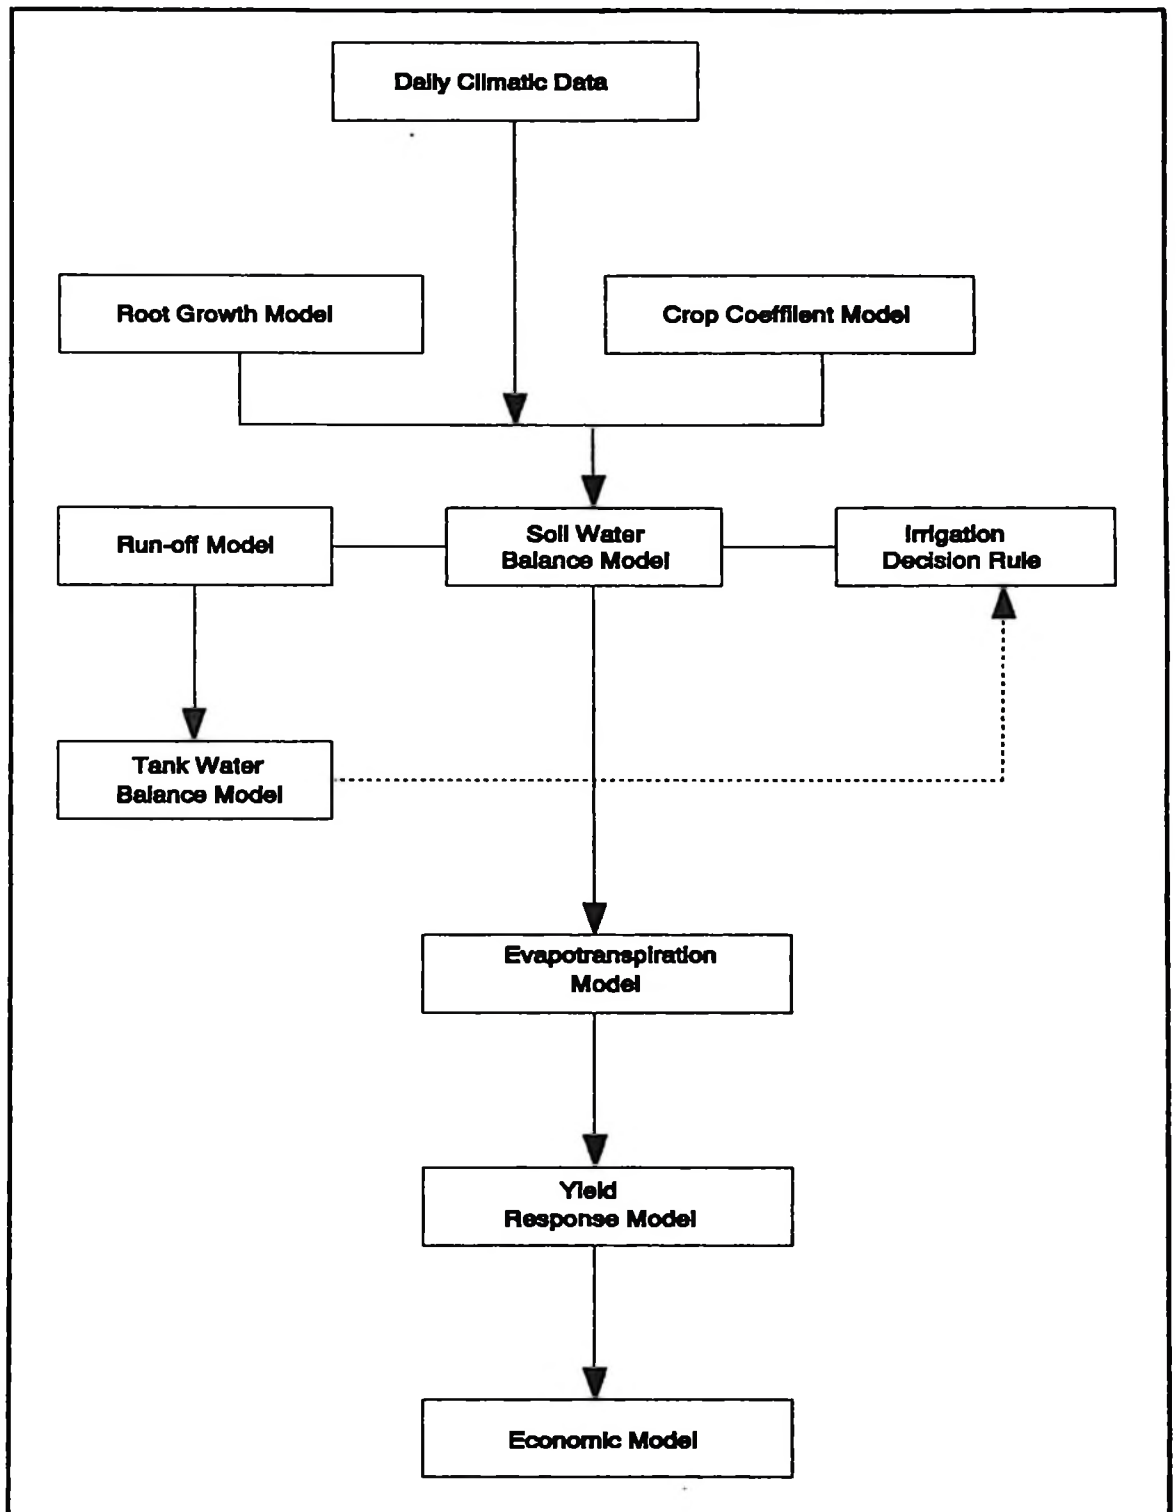 Daily Climatic Data
Root Growth Model
Crop Coeffilent Model
Run-off Model
Soil Water
Balance Model
Irrigation
Decision Rule
Tank Water
Balance Model
Evapotranspiration
Model
Yield
Response Model
Economic Model